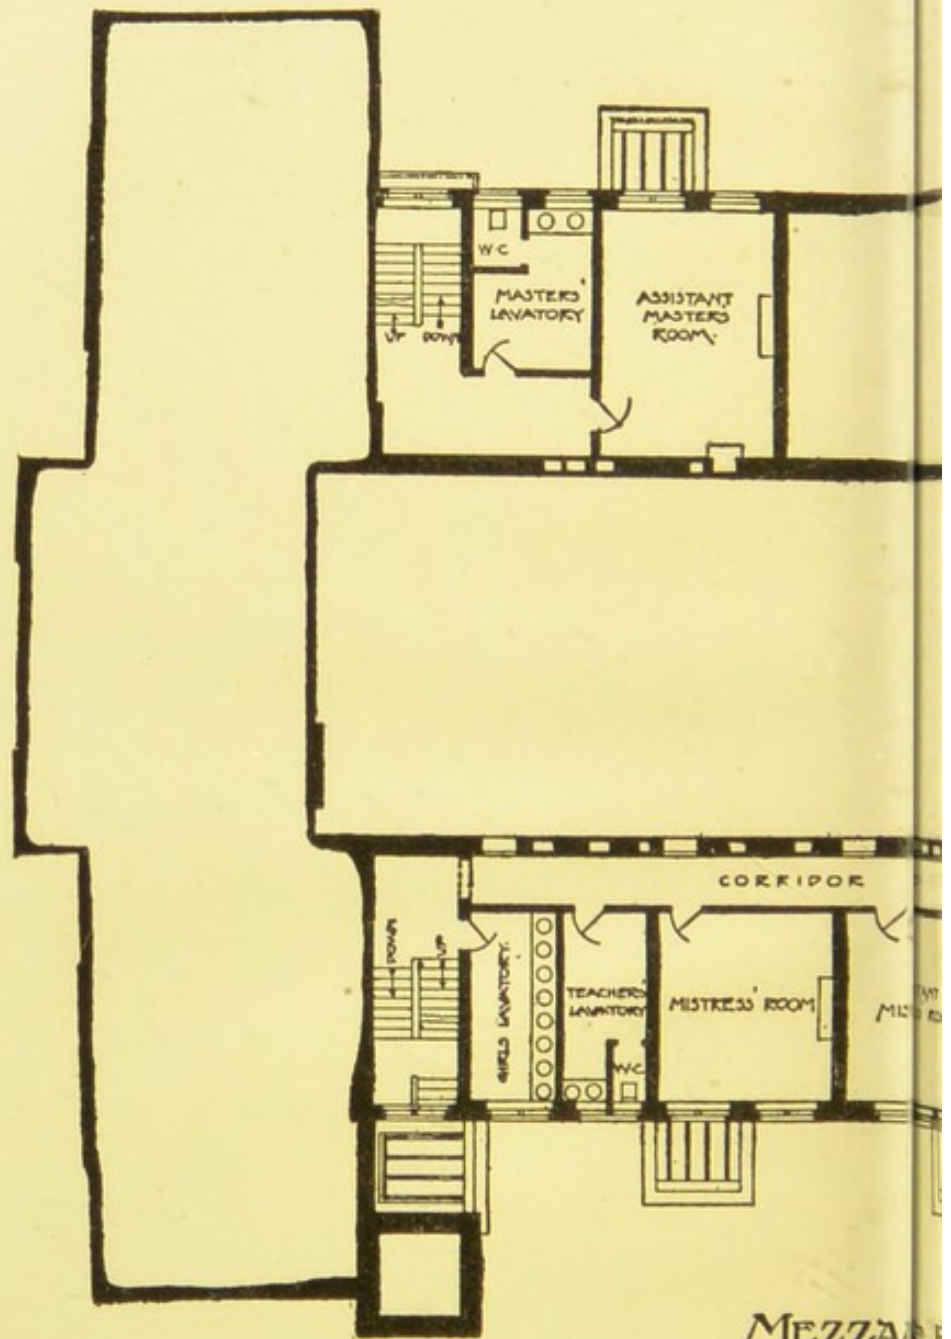 W·C
MASTERS'
LAVATORY
ASSISTANT
MASTERS
ROOM.
UP DOWN
CORRIDOR
DOWN
UP
GIRLS LAVATORY.
TEACHERS'
LAVATORY
MISTRESS' ROOM
W·C